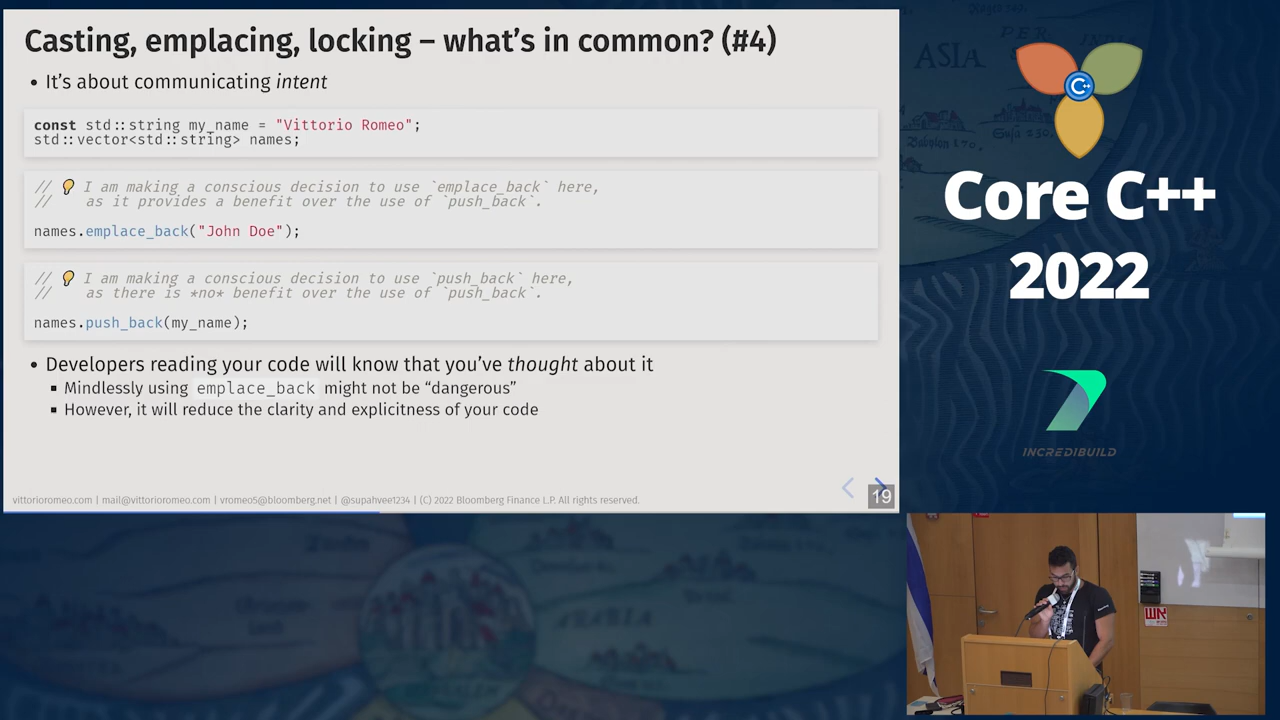 Casting, emplacing, locking – what's in common? (#4)
• It's about communicating intent
const std::string my_name = "Vittorio Romeo";
std::vector<std::string> names;
// 💡 I am making a conscious decision to use `emplace_back` here,
//    as it provides a benefit over the use of `push_back`.
names.emplace_back("John Doe");
// 💡 I am making a conscious decision to use `push_back` here,
//    as there is *no* benefit over the use of `push_back`.
names.push_back(my_name);
• Developers reading your code will know that you've thought about it
▪ Mindlessly using emplace_back might not be “dangerous”
▪ However, it will reduce the clarity and explicitness of your code
vittorioromeo.com | mail@vittorioromeo.com | vromeo5@bloomberg.net | @supahvee1234 | (C) 2022 Bloomberg Finance L.P. All rights reserved.
19
ASIA
C++
Core C++
2022
INCREDIBUILD
ARABIA